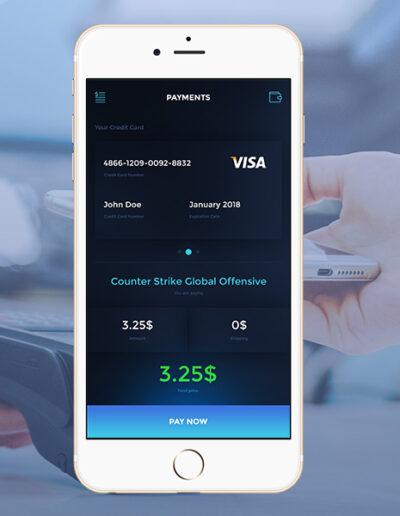 PAYMENTS
Your Credit Card
4866-1209-0092-8832
VISA
Credit Card Number
John Doe
January 2018
Credit Card Number
Expiration Date
Counter Strike Global Offensive
You are paying
3.25$
0$
Amount
Shipping
3.25$
Total price
PAY NOW